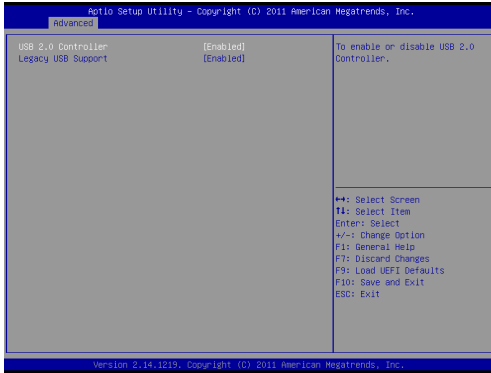 Aptio Setup Utility – Copyright (C) 2011 American Megatrends, Inc.
Advanced
USB 2.0 Controller [Enabled]
Legacy USB Support [Enabled]
To enable or disable USB 2.0
Controller.
↔: Select Screen
↑↓: Select Item
Enter: Select
+/-: Change Option
F1: General Help
F7: Discard Changes
F9: Load UEFI Defaults
F10: Save and Exit
ESC: Exit
Version 2.14.1219. Copyright (C) 2011 American Megatrends, Inc.